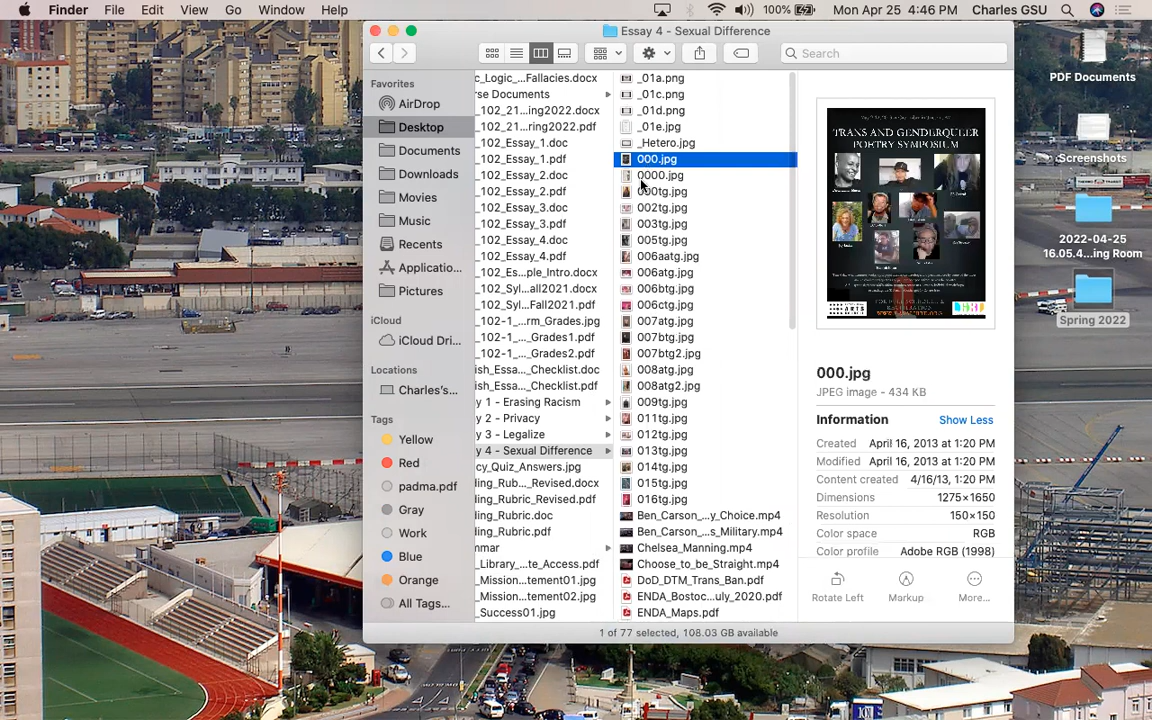 Finder File Edit View Go Window Help 100% Mon Apr 25 4:46 PM Charles GSU
Essay 4 - Sexual Difference
Search
Favorites
AirDrop
Desktop
Documents
Downloads
Movies
Music
Recents
Applicatio...
Pictures
iCloud
iCloud Dri...
Locations
Charles's...
Tags
Yellow
Red
padma.pdf
Gray
Work
Blue
Orange
All Tags...
c_Logic_...Fallacies.docx
rse Documents
_102_21...ing2022.docx
_102_21...ring2022.pdf
_102_Essay_1.doc
_102_Essay_1.pdf
_102_Essay_2.doc
_102_Essay_2.pdf
_102_Essay_3.doc
_102_Essay_3.pdf
_102_Essay_4.doc
_102_Essay_4.pdf
_102_Es...ple_Intro.docx
_102_Syl...all2021.docx
_102_Syl...Fall2021.pdf
_102-1_...rm_Grades.jpg
_102-1_..._Grades1.pdf
_102-1_..._Grades2.pdf
ish_Essa..._Checklist.doc
ish_Essa..._Checklist.pdf
y 1 - Erasing Racism
y 2 - Privacy
y 3 - Legalize
y 4 - Sexual Difference
cy_Quiz_Answers.jpg
ling_Rub..._Revised.docx
ling_Rubric_Revised.pdf
ling_Rubric.doc
ling_Rubric.pdf
mmar
_Library_...te_Access.pdf
_Mission...tement01.jpg
_Mission...tement02.jpg
_Success01.jpg
_01a.png
_01c.png
_01d.png
_01e.jpg
_Hetero.jpg
000.jpg
0000.jpg
002tg.jpg
003tg.jpg
005tg.jpg
006aatg.jpg
006atg.jpg
006btg.jpg
006ctg.jpg
007atg.jpg
007btg.jpg
007btg2.jpg
008atg.jpg
008atg2.jpg
009tg.jpg
011tg.jpg
012tg.jpg
013tg.jpg
014tg.jpg
015tg.jpg
016tg.jpg
Ben_Carson_...y_Choice.mp4
Ben_Carson_...s_Military.mp4
Chelsea_Manning.mp4
Choose_to_be_Straight.mp4
DoD_DTM_Trans_Ban.pdf
ENDA_Bostoc...uly_2020.pdf
ENDA_Maps.pdf
TRANS AND GENDERQUEER
POETRY SYMPOSIUM
000.jpg
JPEG image - 434 KB
Information Show Less
Created April 16, 2013 at 1:20 PM
Modified April 16, 2013 at 1:20 PM
Content created 4/16/13, 1:20 PM
Dimensions 1275×1650
Resolution 150×150
Color space RGB
Color profile Adobe RGB (1998)
Rotate Left Markup More...
1 of 77 selected, 108.03 GB available
PDF Documents
Screenshots
2022-04-25
16.05.4...ing Room
Spring 2022